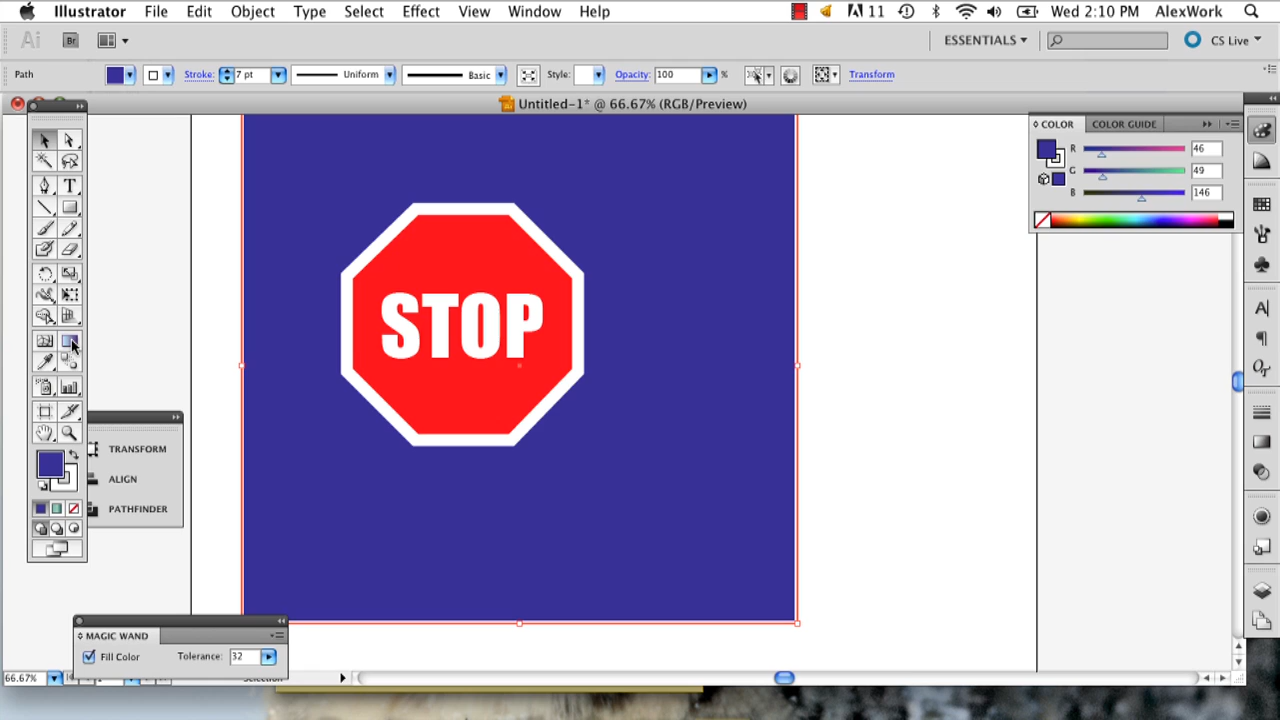 Illustrator File Edit Object Type Select Effect View Window Help 11 Wed 2:10 PM AlexWork
Ai Br ESSENTIALS CS Live
Path Stroke: 7 pt Uniform Basic Style: Opacity: 100 % Transform
Untitled-1* @ 66.67% (RGB/Preview)
COLOR COLOR GUIDE
R 46
G 49
B 146
STOP
TRANSFORM
ALIGN
PATHFINDER
MAGIC WAND
Fill Color Tolerance: 32
66.67%